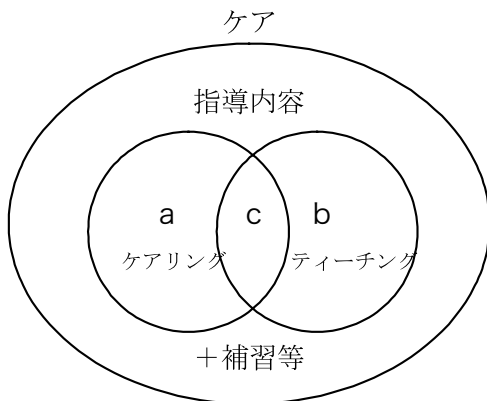 ケア
指導内容
a c b
ケアリング ティーチング
＋補習等